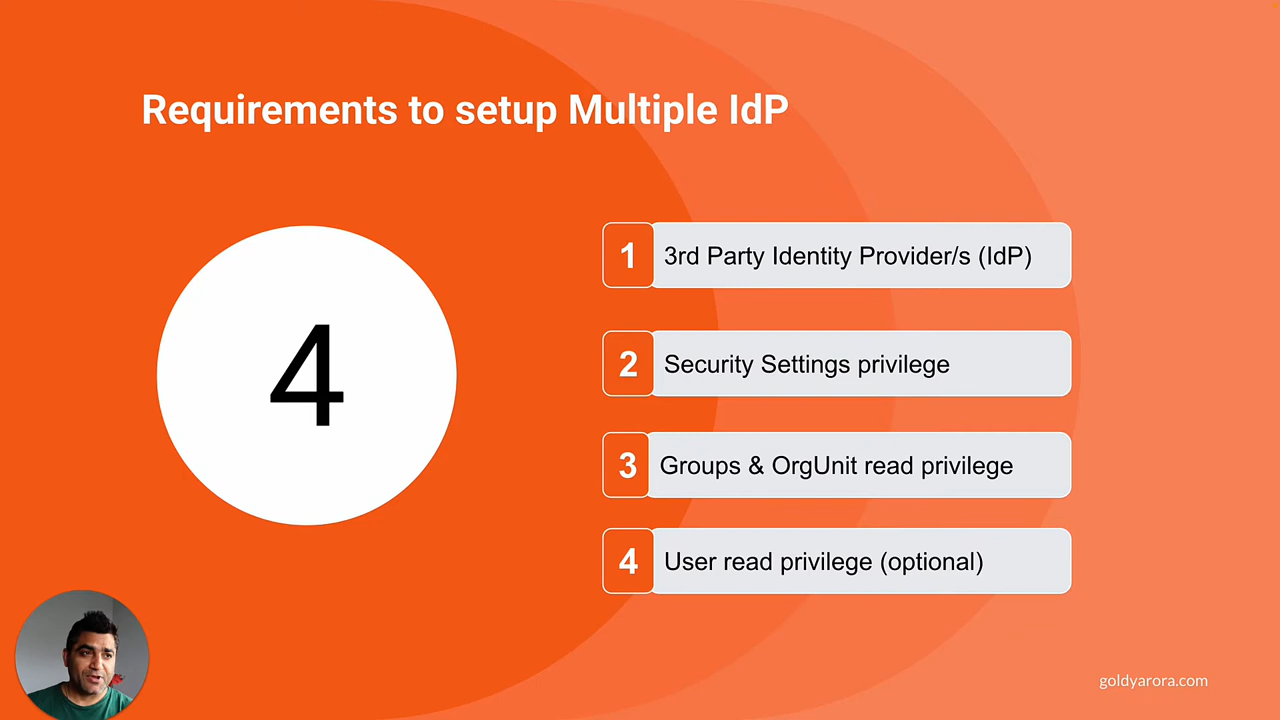 Requirements to setup Multiple IdP
4
1 3rd Party Identity Provider/s (IdP)
2 Security Settings privilege
3 Groups & OrgUnit read privilege
4 User read privilege (optional)
goldyarora.com